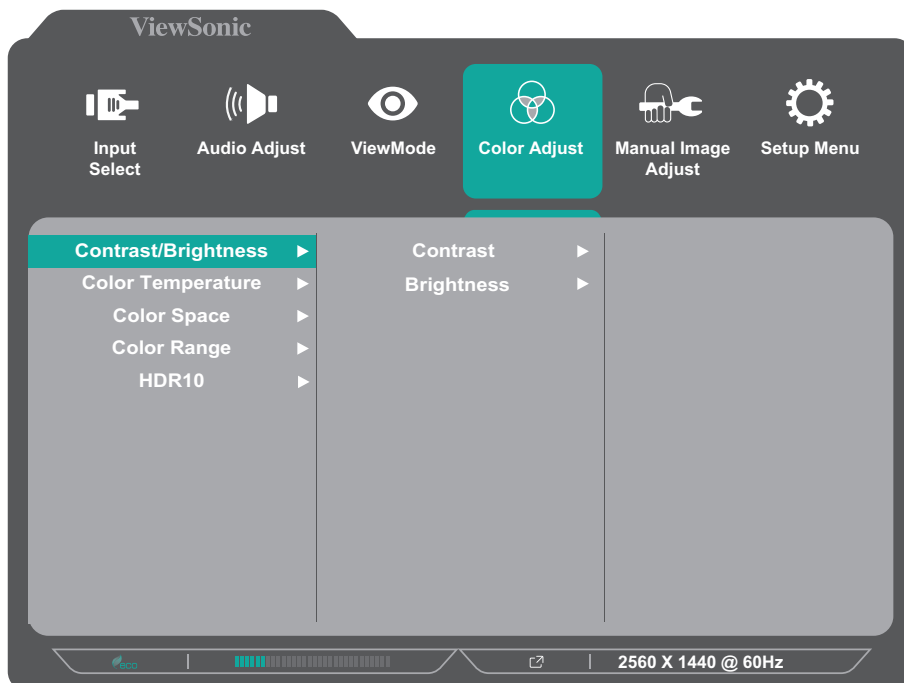 ViewSonic
Input
Select
Audio Adjust
ViewMode
Color Adjust
Manual Image
Adjust
Setup Menu
Contrast/Brightness
Color Temperature
Color Space
Color Range
HDR10
Contrast
Brightness
eco
2560 X 1440 @ 60Hz